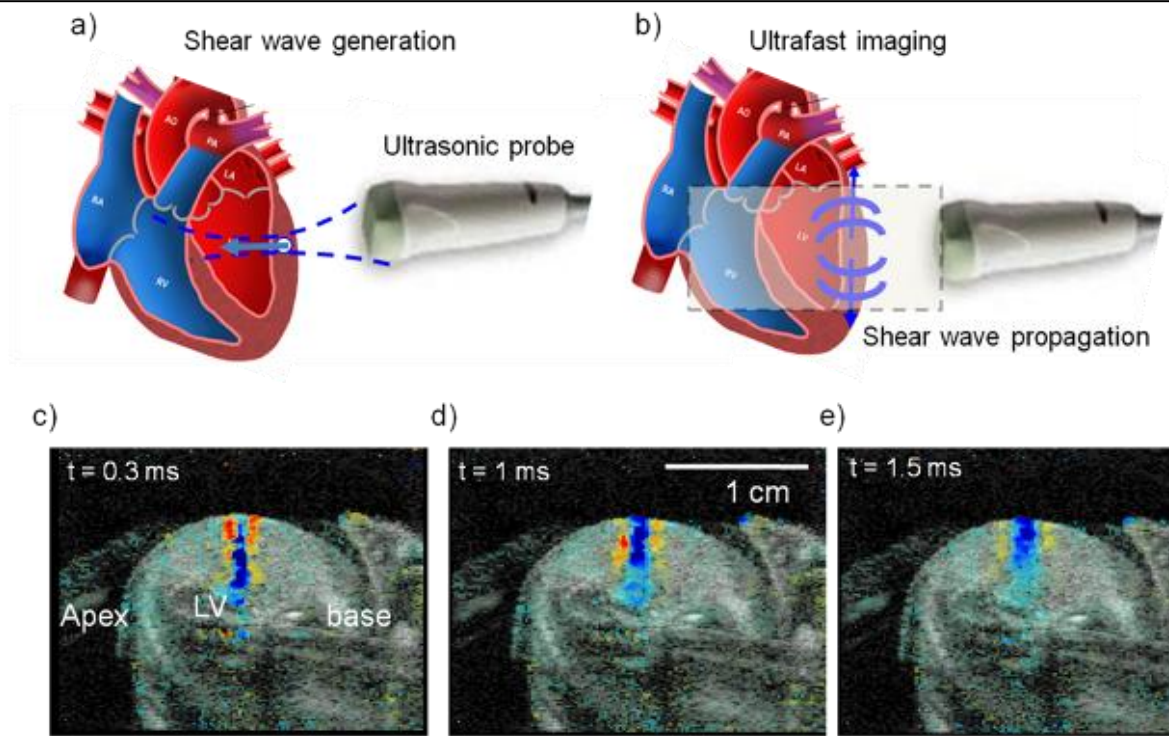 a)
Shear wave generation
AO
PA
LA
RA
RV
Ultrasonic probe
b)
Ultrafast imaging
AO
PA
LA
RA
LV
RV
Shear wave propagation
c)
t = 0.3 ms
Apex
LV
base
d)
t = 1 ms
1 cm
e)
t = 1.5 ms